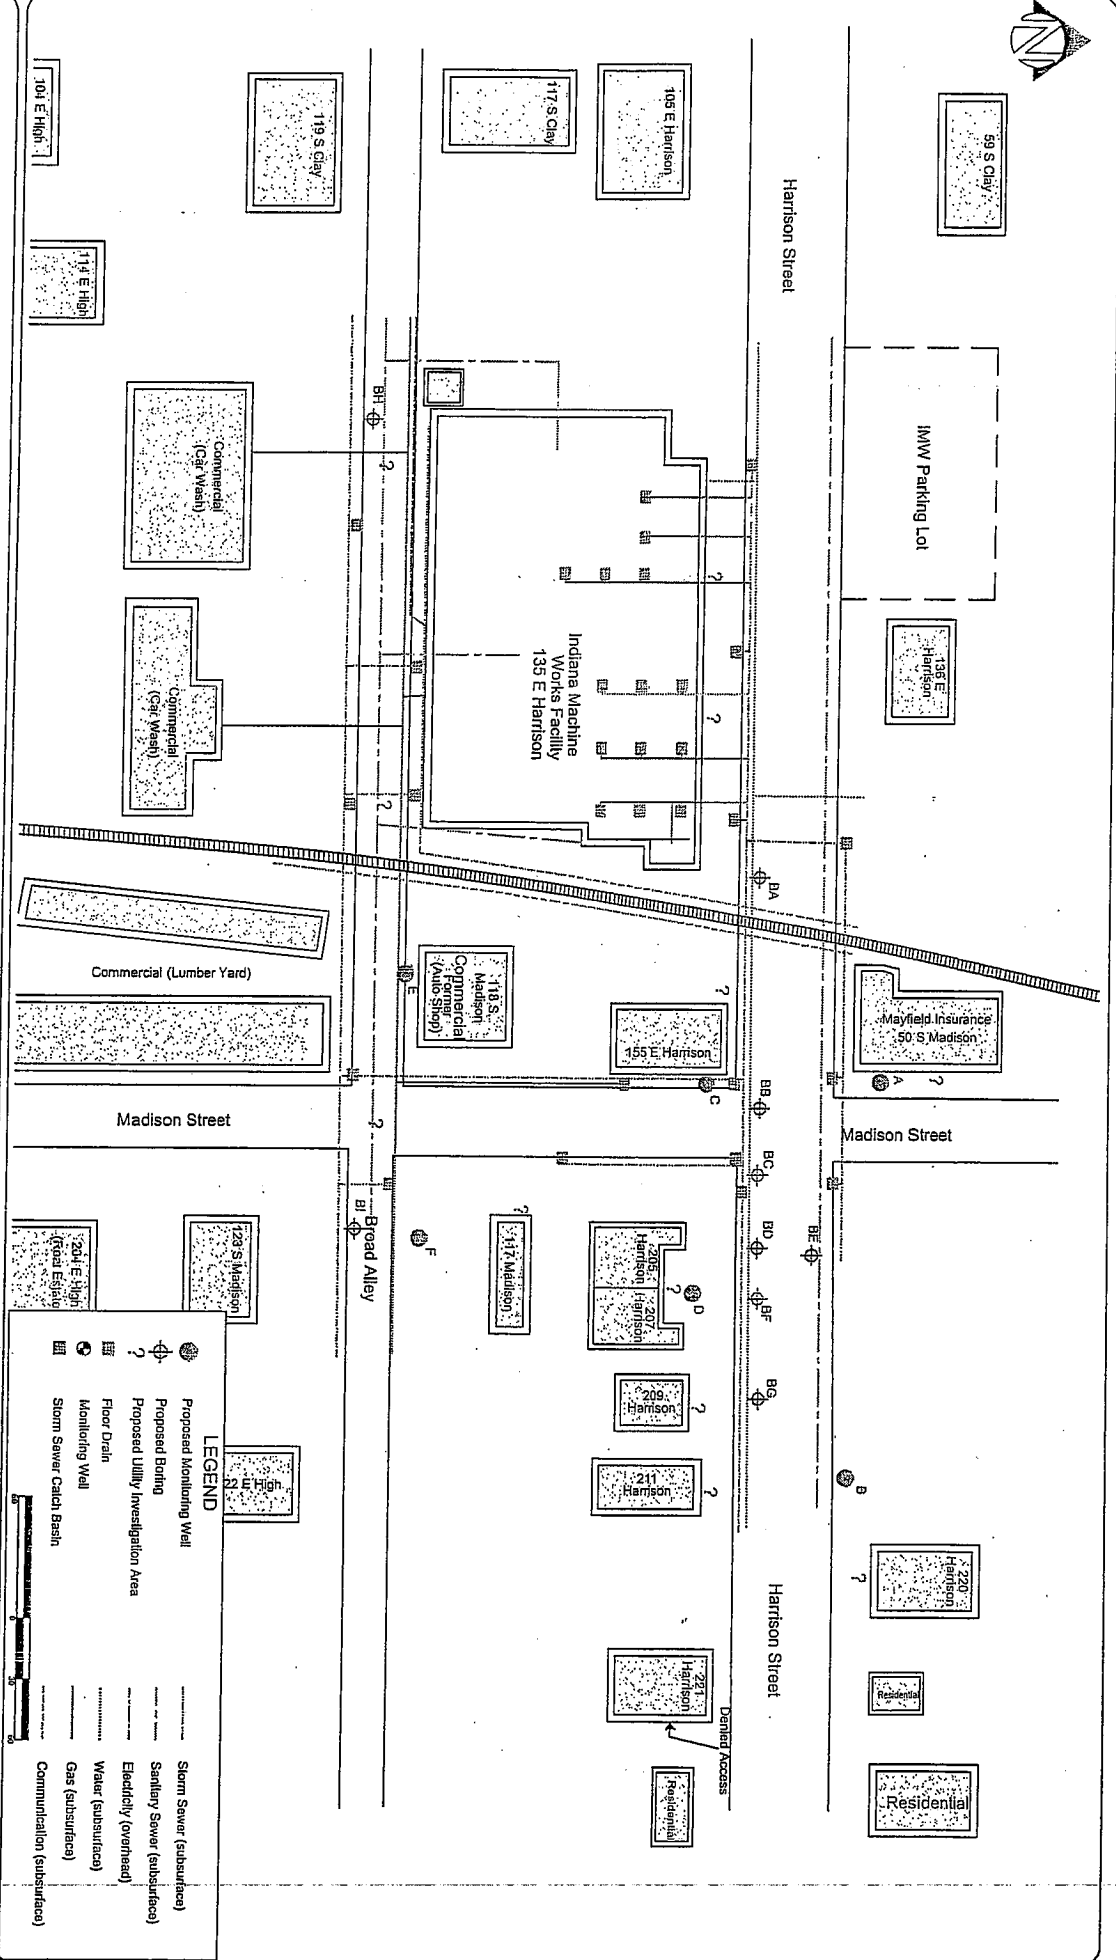 N
104 E High
114 E High
119 S Clay
117 S Clay
105 E Harrison
59 S Clay
Harrison Street
IMW Parking Lot
136 E
Harrison
BH
?
Commercial
(Car Wash)
Commercial
(Car Wash)
?
Indiana Machine
Works Facility
135 E Harrison
?
?
BA
Commercial (Lumber Yard)
E
118 S.
Madison
Commercial
Former
(Auto Shop)
?
155 E Harrison
C
Mayfield Insurance
50 S Madison
A
?
BB
Madison Street
?
Madison Street
BC
BI
Broad Alley
F
?
117 Madison
205
Harrison
207
Harrison
?
D
BD
BE
BF
123 S Madison
204 E High
209
Harrison
?
BG
22 E High
211
Harrison
?
B
220
Harrison
?
Harrison Street
221
Harrison
Denied Access
Residential
Residential
Residential
LEGEND
Proposed Monitoring Well
Proposed Boring
? Proposed Utility Investigation Area
Floor Drain
Monitoring Well
Storm Sewer Catch Basin
Storm Sewer (subsurface)
Sanitary Sewer (subsurface)
Electricity (overhead)
Water (subsurface)
Gas (subsurface)
Communication (subsurface)
60
0
30
60